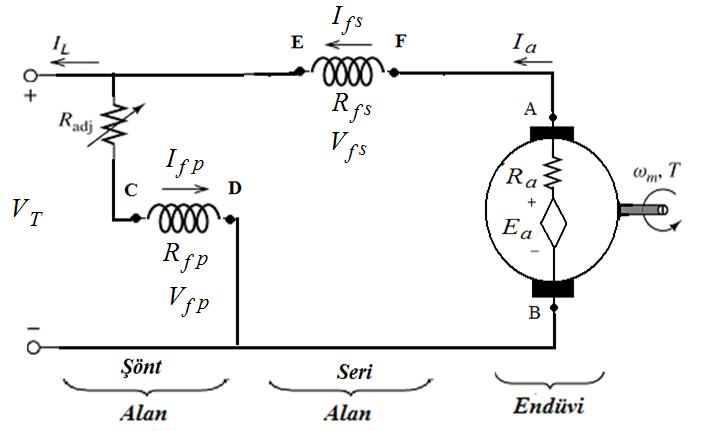 I_L
+
R_adj
I_fp
C
D
V_T
R_fp
V_fp
−
I_fs
E
F
R_fs
V_fs
I_a
A
R_a
+
E_a
−
B
ω_m, T
Şönt
Alan
Seri
Alan
Endüvi